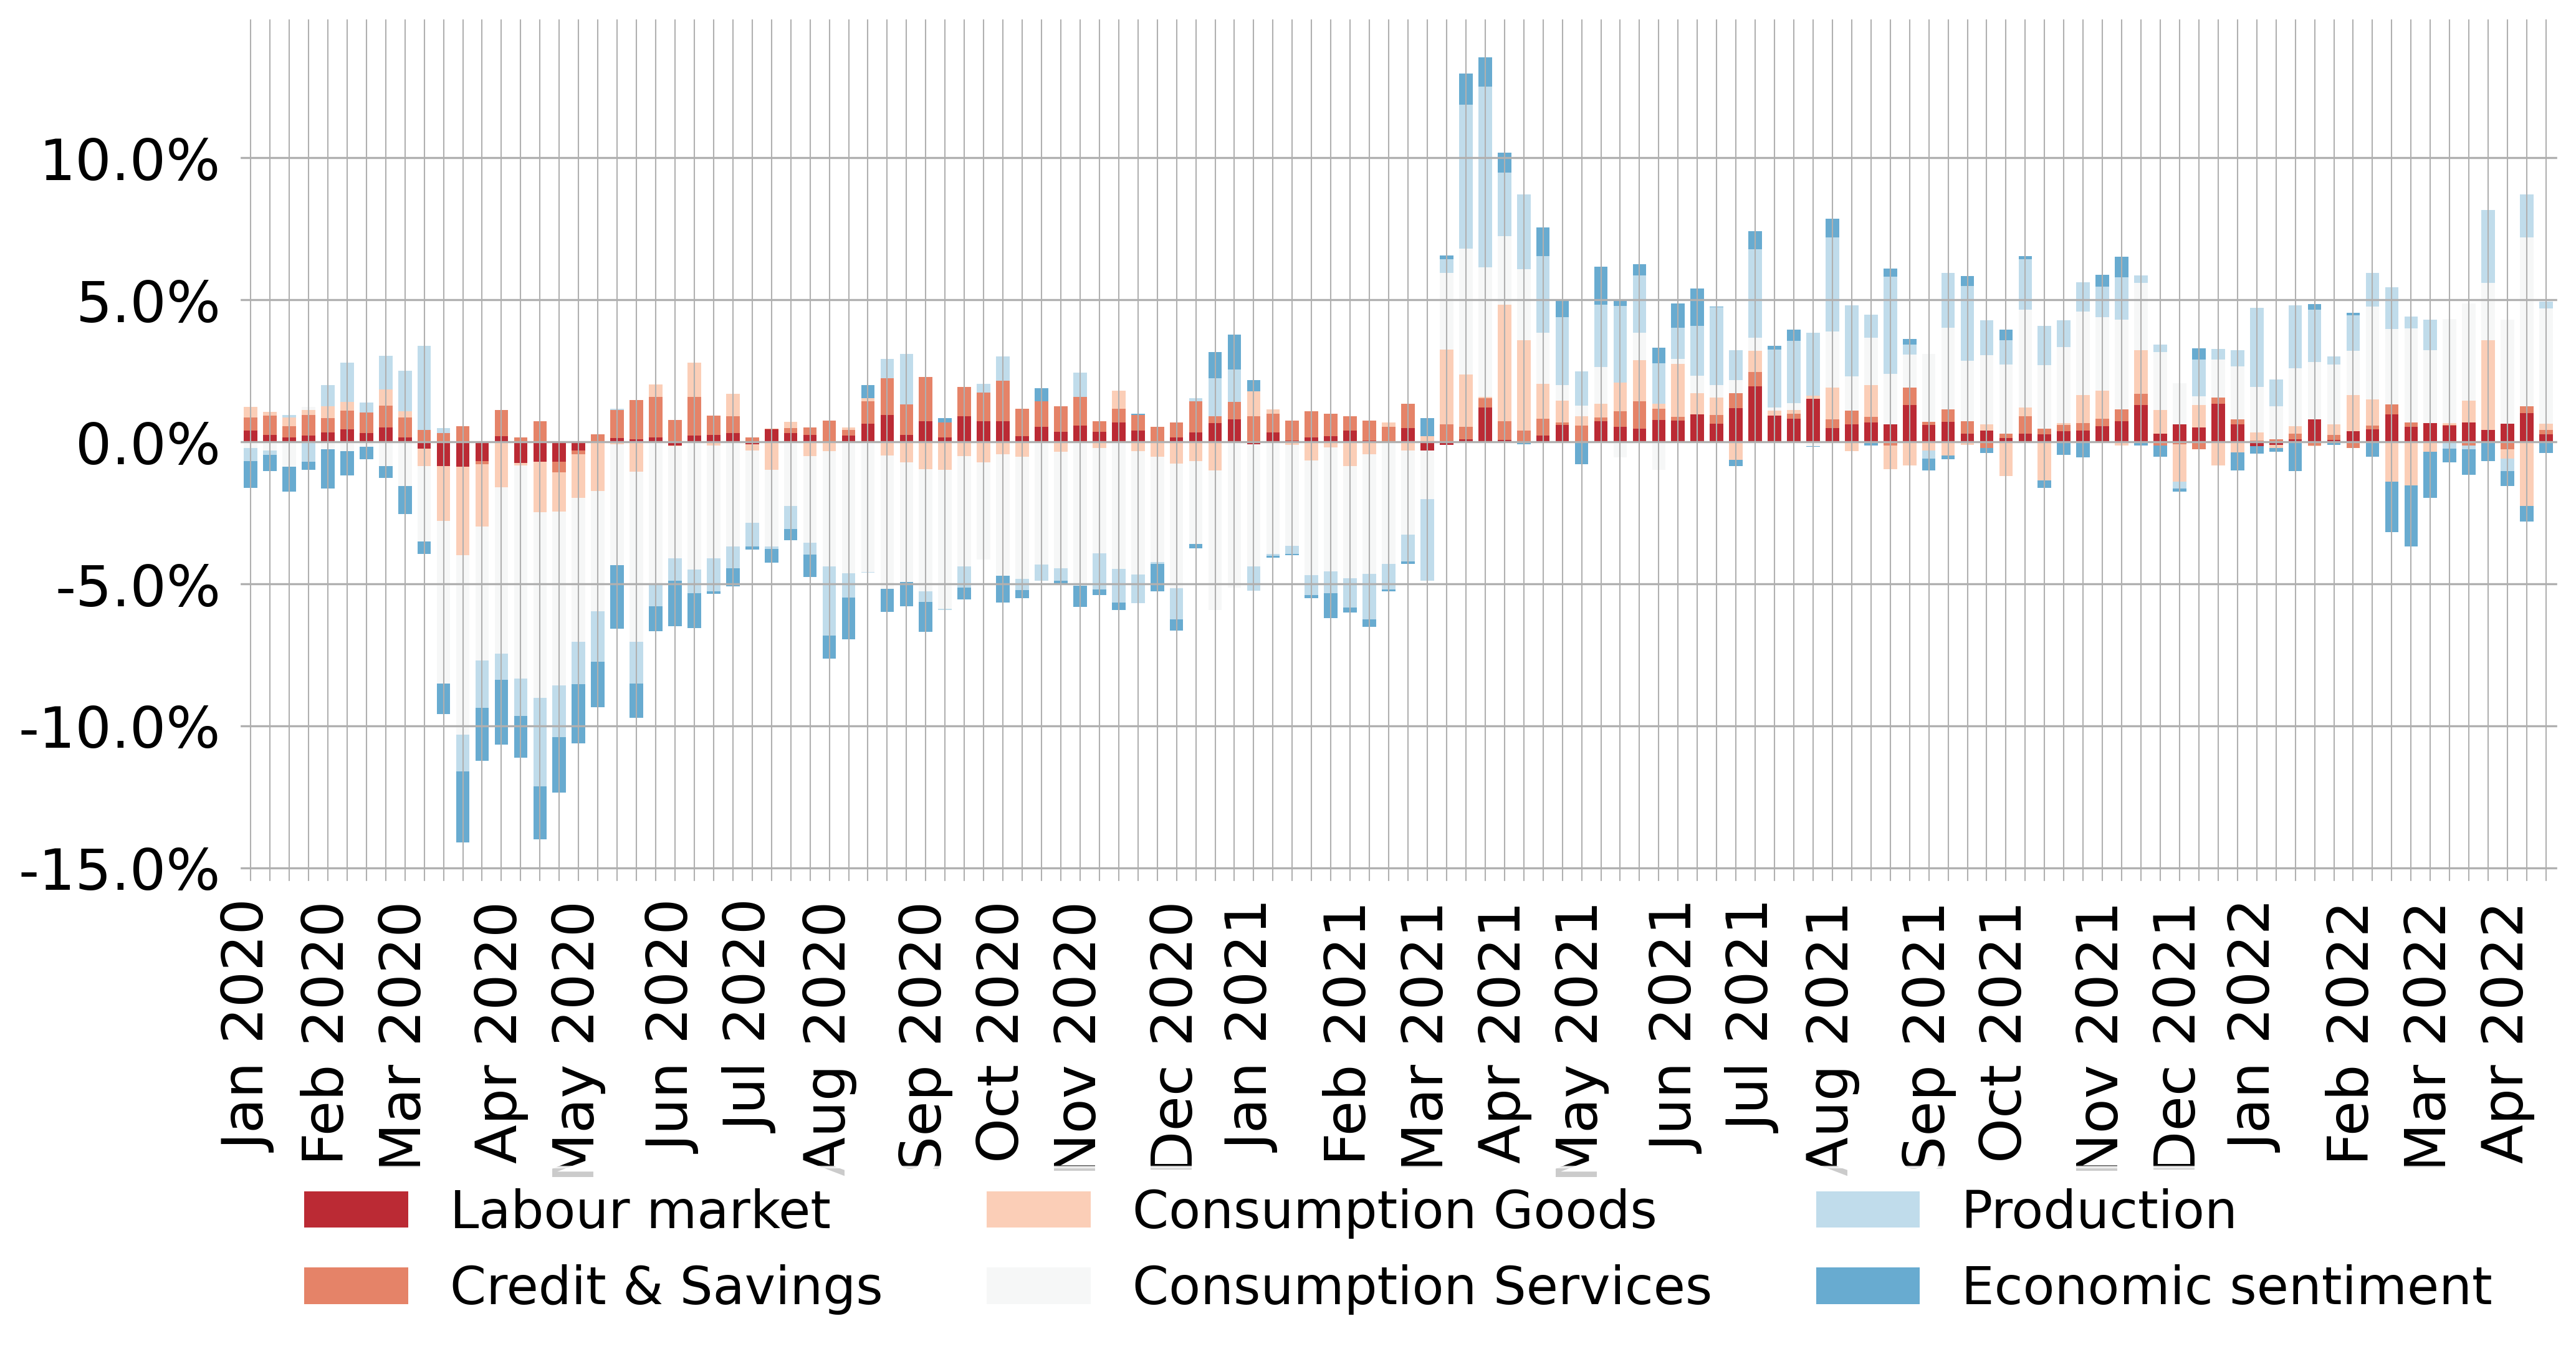 10.0%
5.0%
0.0%
-5.0%
-10.0%
-15.0%
Jan 2020
Feb 2020
Mar 2020
Apr 2020
May 2020
Jun 2020
Jul 2020
Aug 2020
Sep 2020
Oct 2020
Nov 2020
Dec 2020
Jan 2021
Feb 2021
Mar 2021
Apr 2021
May 2021
Jun 2021
Jul 2021
Aug 2021
Sep 2021
Oct 2021
Nov 2021
Dec 2021
Jan 2022
Feb 2022
Mar 2022
Apr 2022
Labour market
Consumption Goods
Production
Credit & Savings
Consumption Services
Economic sentiment